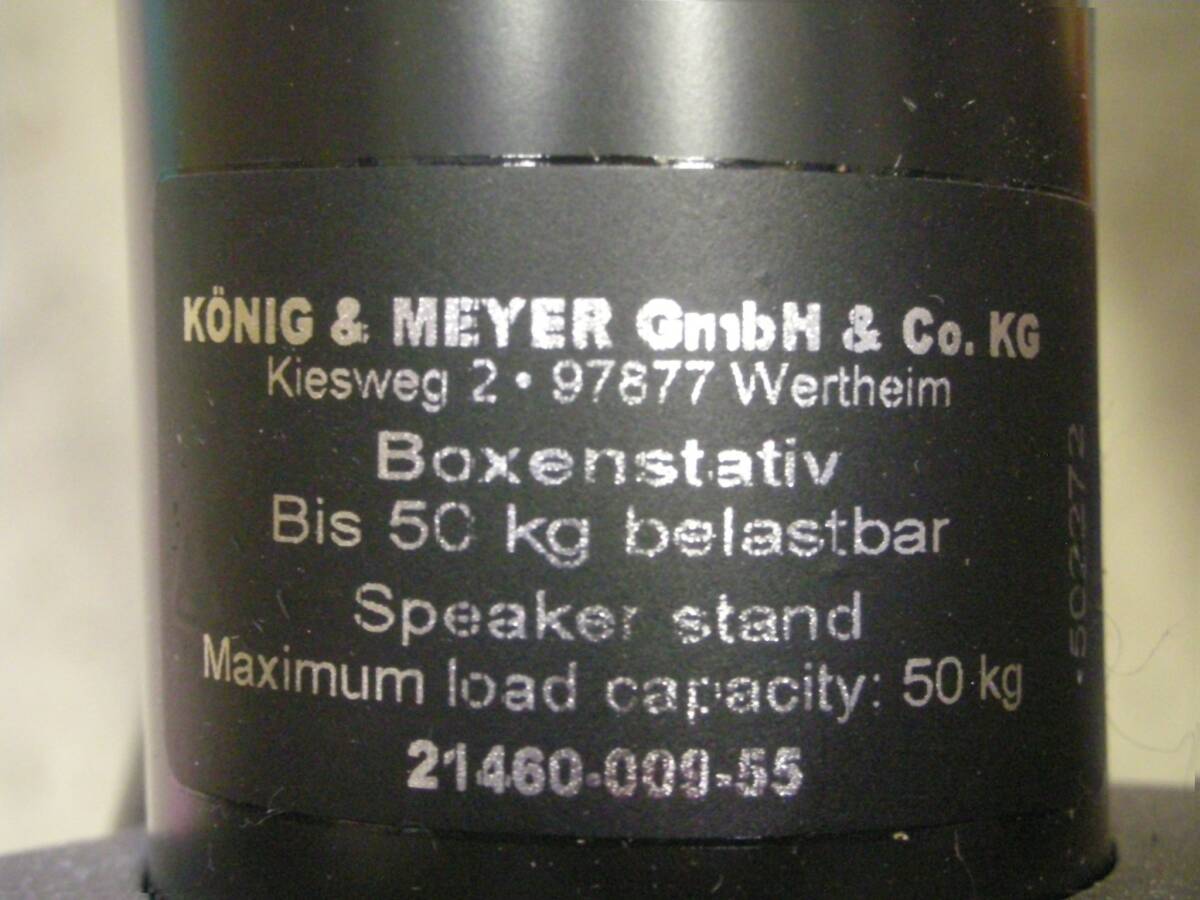 KÖNIG & MEYER GmbH & Co. KG
Kiesweg 2 • 97877 Wertheim
Boxenstativ
Bis 50 kg belastbar
Speaker stand
Maximum load capacity: 50 kg
21460-009-55
502272